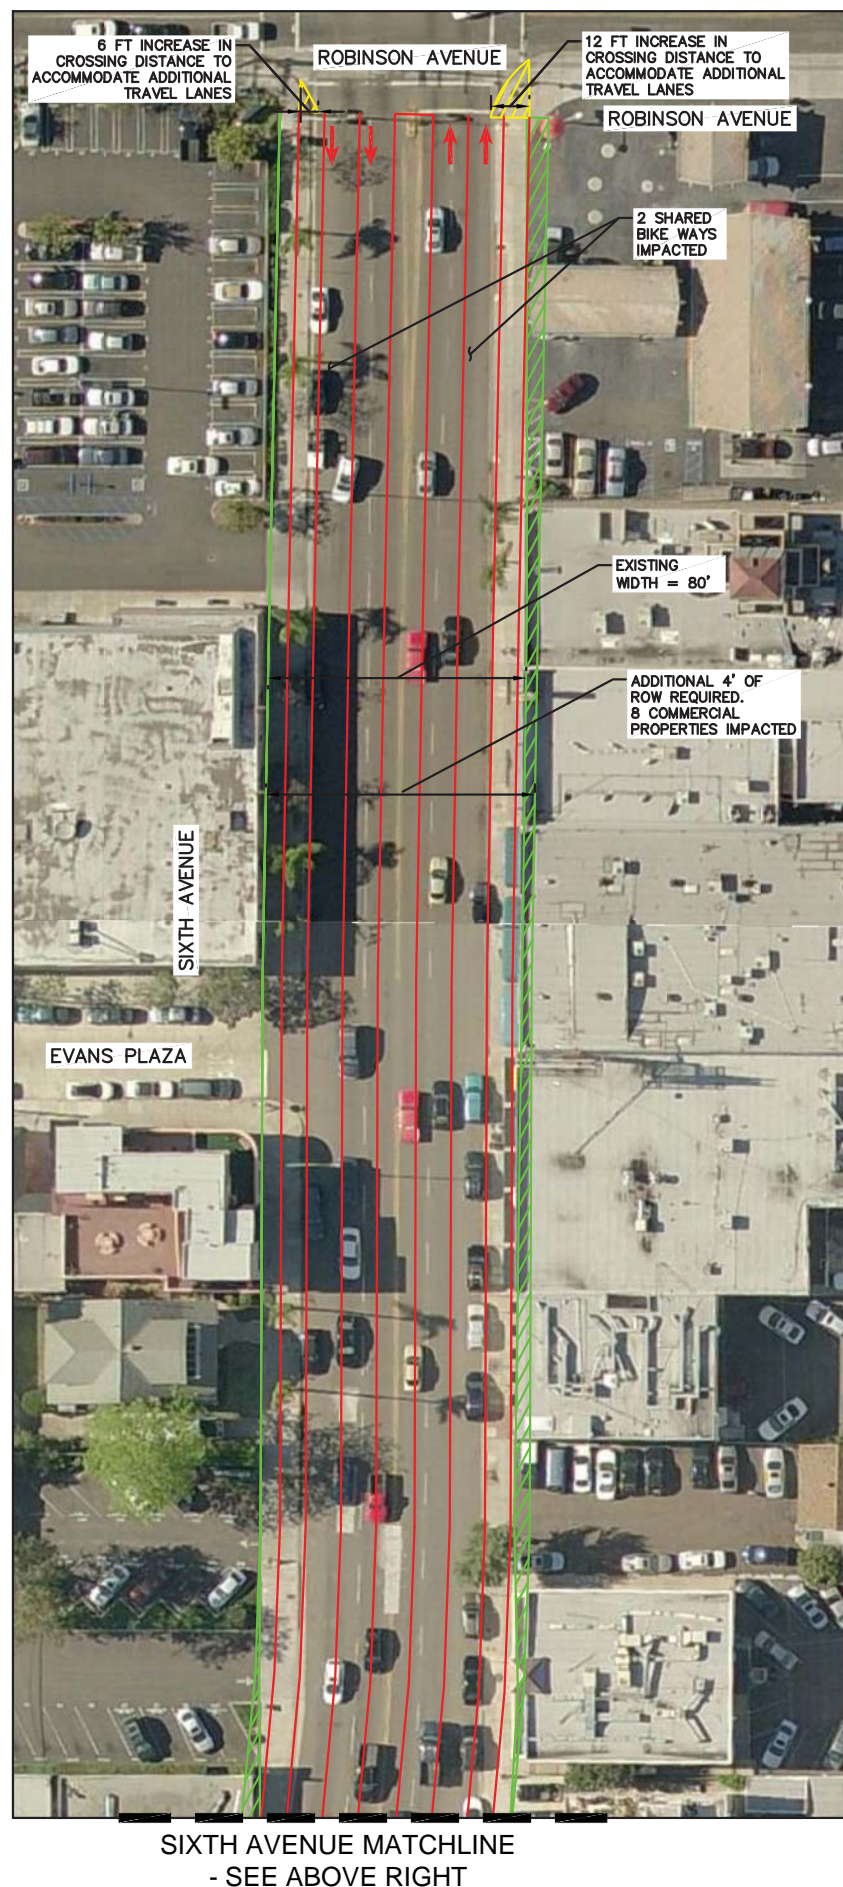 6 FT INCREASE IN
CROSSING DISTANCE TO
ACCOMMODATE ADDITIONAL
TRAVEL LANES
ROBINSON AVENUE
12 FT INCREASE IN
CROSSING DISTANCE TO
ACCOMMODATE ADDITIONAL
TRAVEL LANES
ROBINSON AVENUE
2 SHARED
BIKE WAYS
IMPACTED
EXISTING
WIDTH = 80'
ADDITIONAL 4' OF
ROW REQUIRED.
8 COMMERCIAL
PROPERTIES IMPACTED
SIXTH AVENUE
EVANS PLAZA
SIXTH AVENUE MATCHLINE
- SEE ABOVE RIGHT